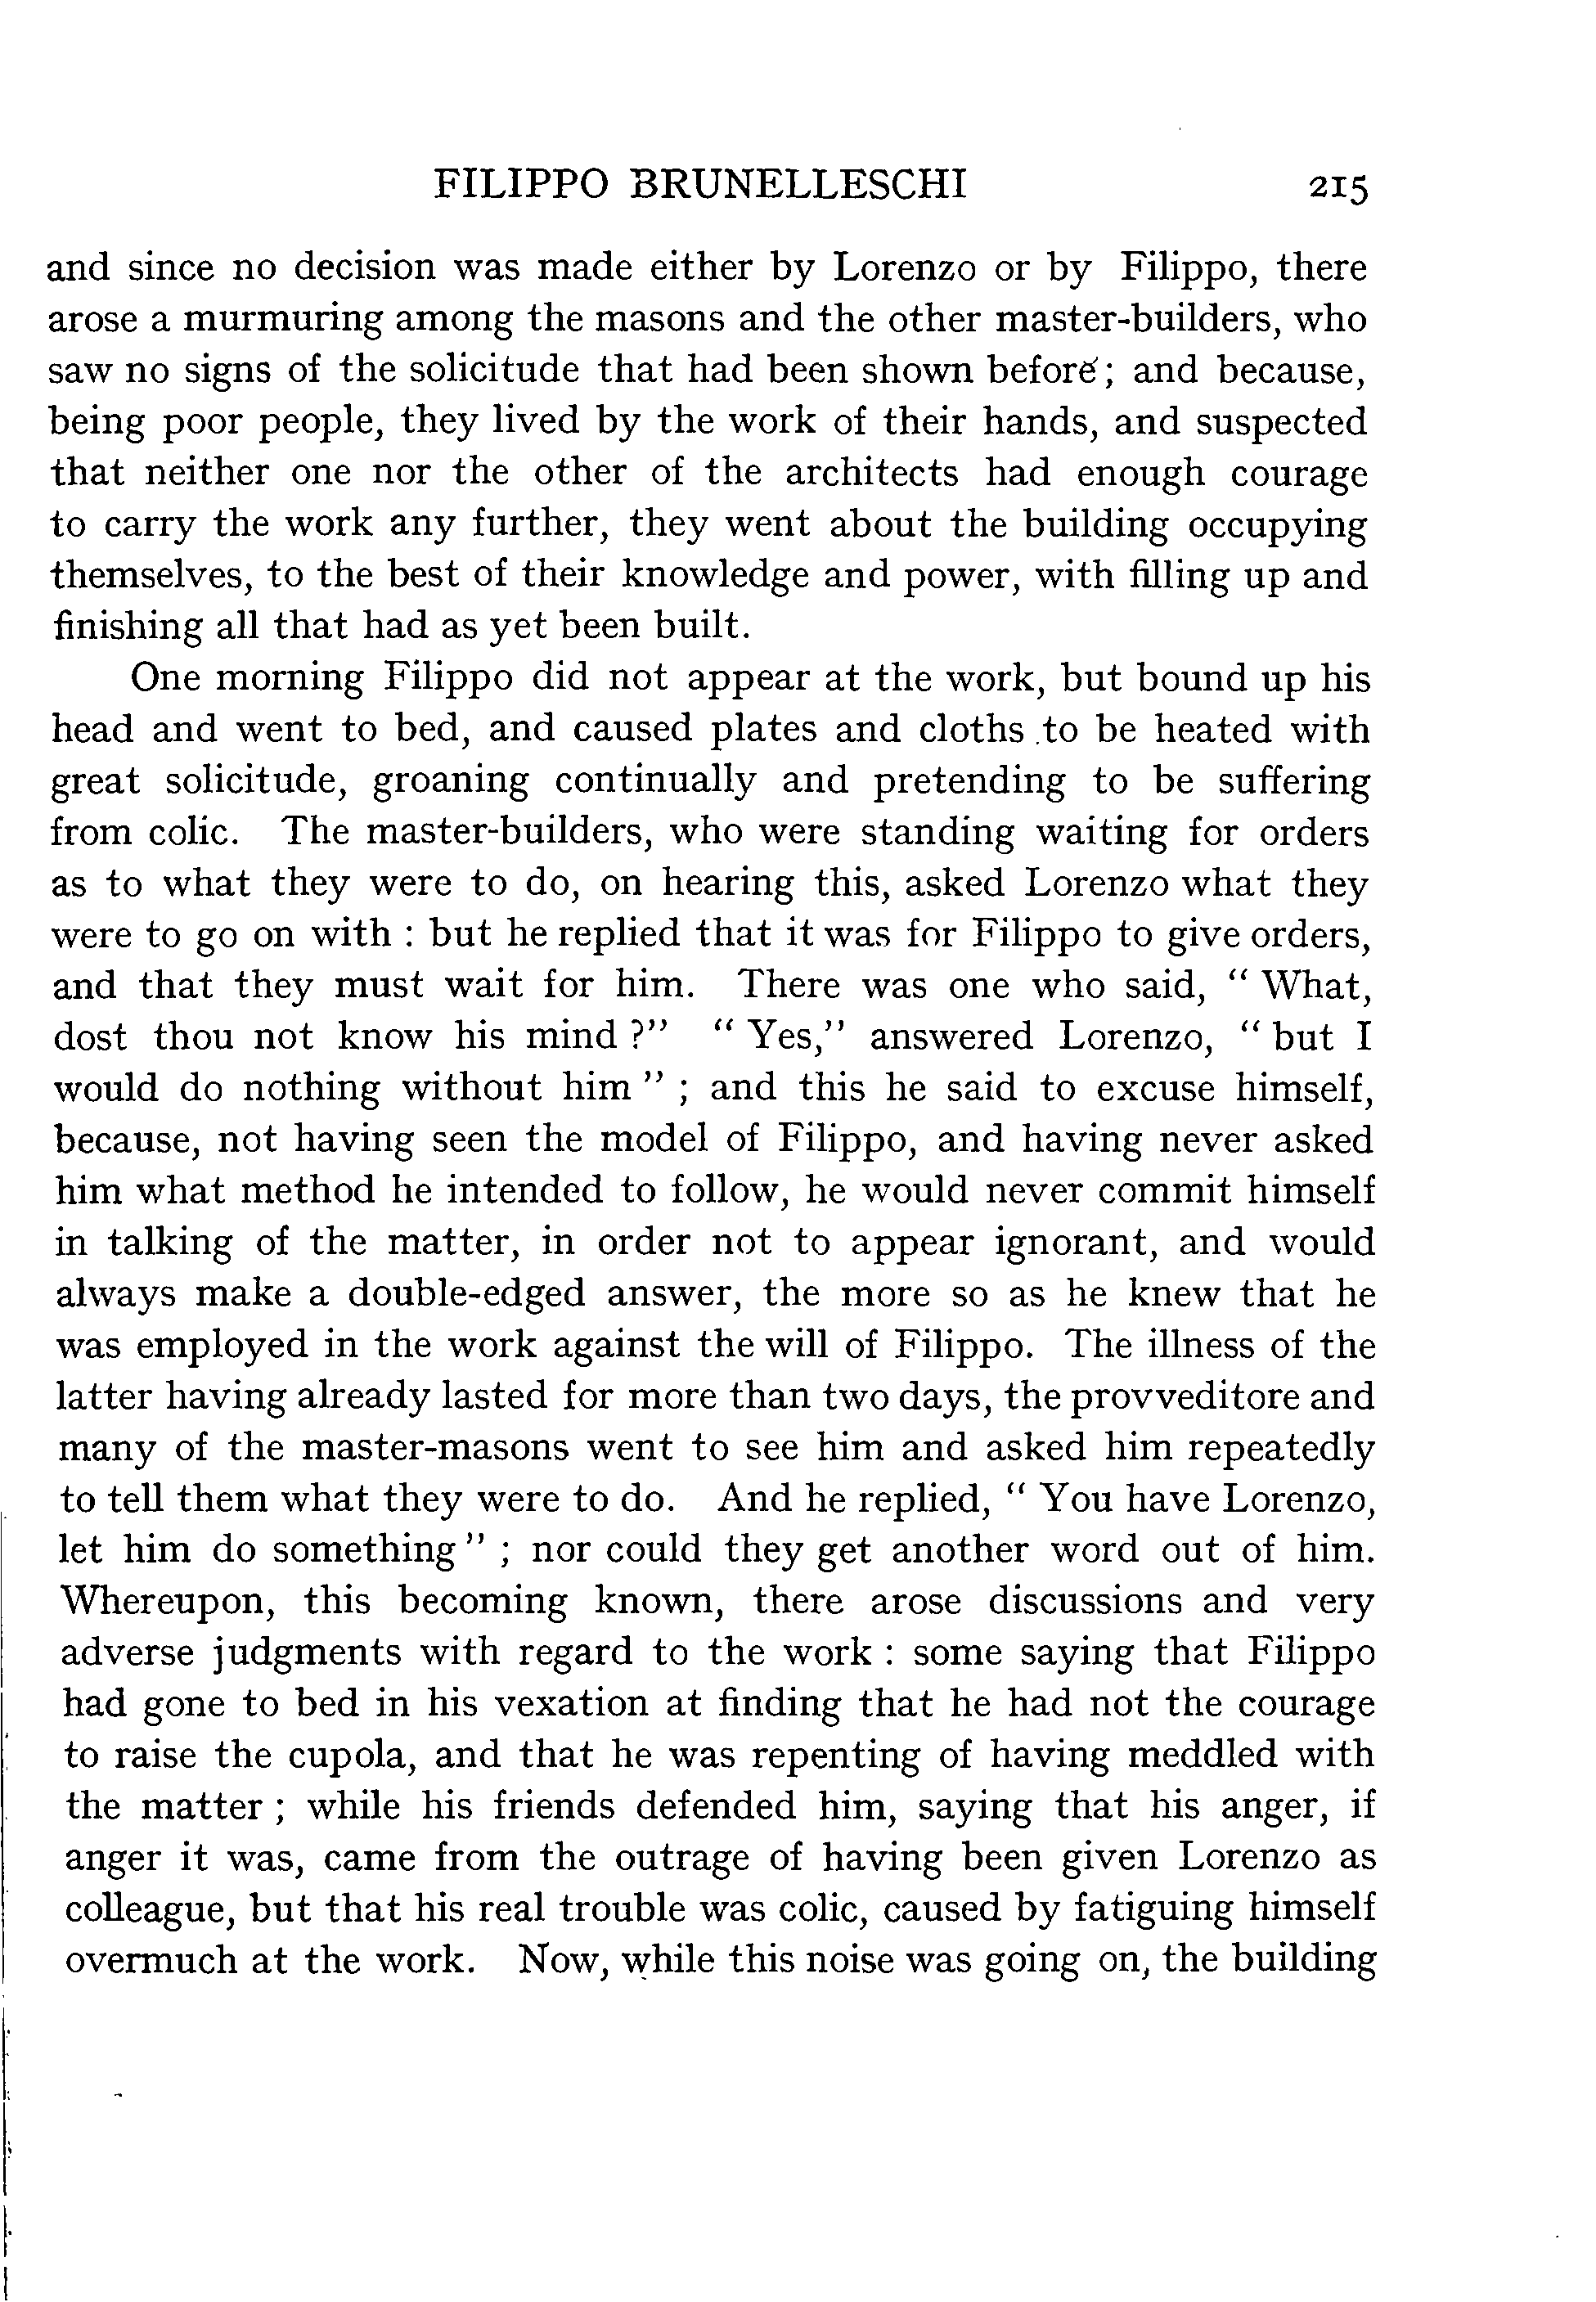 FILIPPO BRUNELLESCHI 215
and since no decision was made either by Lorenzo or by Filippo, there
arose a murmuring among the masons and the other master-builders, who
saw no signs of the solicitude that had been shown before; and because,
being poor people, they lived by the work of their hands, and suspected
that neither one nor the other of the architects had enough courage
to carry the work any further, they went about the building occupying
themselves, to the best of their knowledge and power, with filling up and
finishing all that had as yet been built.
One morning Filippo did not appear at the work, but bound up his
head and went to bed, and caused plates and cloths to be heated with
great solicitude, groaning continually and pretending to be suffering
from colic. The master-builders, who were standing waiting for orders
as to what they were to do, on hearing this, asked Lorenzo what they
were to go on with : but he replied that it was for Filippo to give orders,
and that they must wait for him. There was one who said, “ What,
dost thou not know his mind ?” “ Yes,” answered Lorenzo, “ but I
would do nothing without him ” ; and this he said to excuse himself,
because, not having seen the model of Filippo, and having never asked
him what method he intended to follow, he would never commit himself
in talking of the matter, in order not to appear ignorant, and would
always make a double-edged answer, the more so as he knew that he
was employed in the work against the will of Filippo. The illness of the
latter having already lasted for more than two days, the provveditore and
many of the master-masons went to see him and asked him repeatedly
to tell them what they were to do. And he replied, “ You have Lorenzo,
let him do something ” ; nor could they get another word out of him.
Whereupon, this becoming known, there arose discussions and very
adverse judgments with regard to the work : some saying that Filippo
had gone to bed in his vexation at finding that he had not the courage
to raise the cupola, and that he was repenting of having meddled with
the matter ; while his friends defended him, saying that his anger, if
anger it was, came from the outrage of having been given Lorenzo as
colleague, but that his real trouble was colic, caused by fatiguing himself
overmuch at the work. Now, while this noise was going on, the building